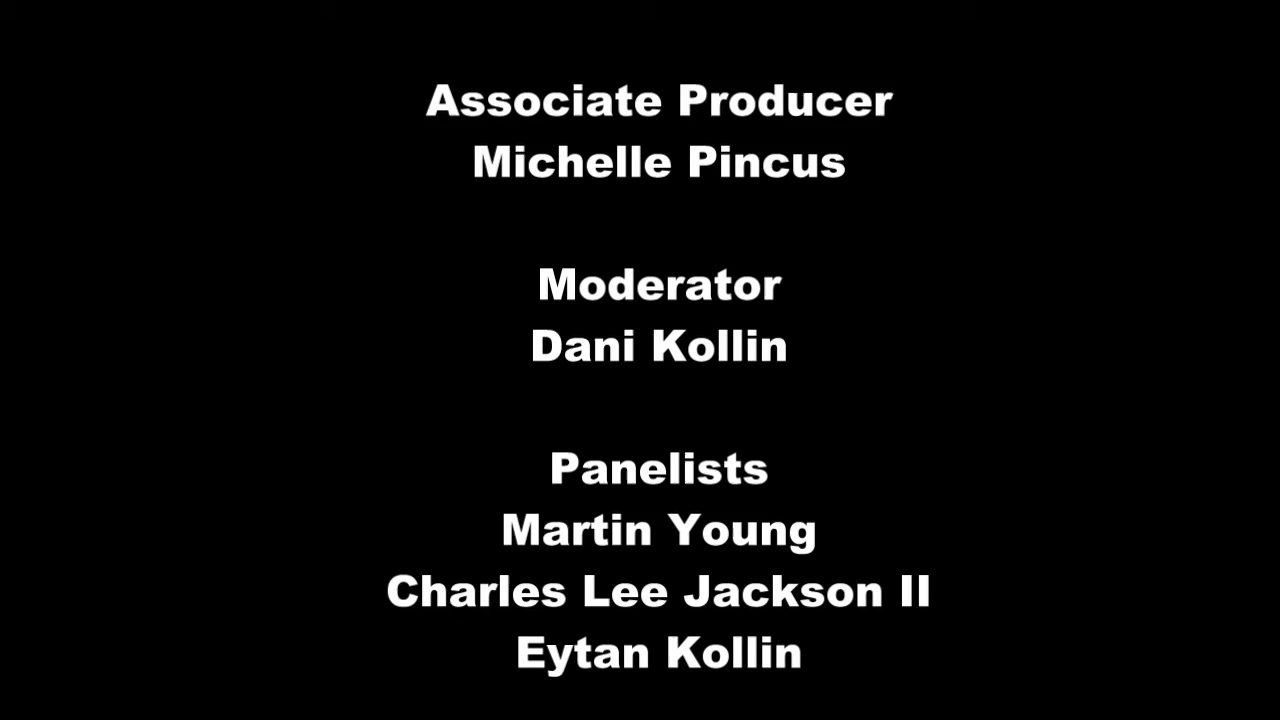 Associate Producer
Michelle Pincus
Moderator
Dani Kollin
Panelists
Martin Young
Charles Lee Jackson II
Eytan Kollin